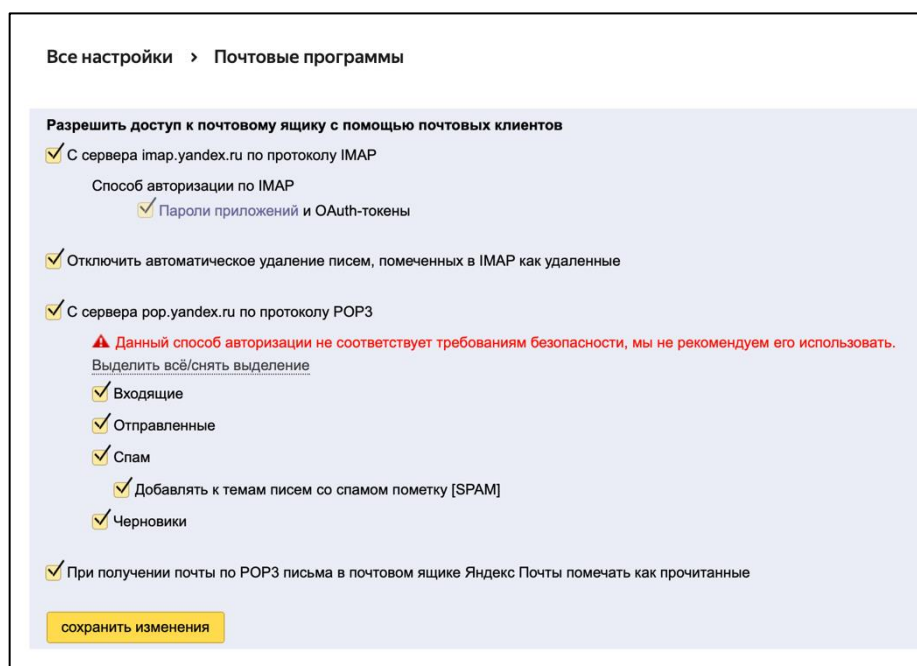 Все настройки › Почтовые программы
Разрешить доступ к почтовому ящику с помощью почтовых клиентов
С сервера imap.yandex.ru по протоколу IMAP
Способ авторизации по IMAP
Пароли приложений и OAuth-токены
Отключить автоматическое удаление писем, помеченных в IMAP как удаленные
С сервера pop.yandex.ru по протоколу POP3
Данный способ авторизации не соответствует требованиям безопасности, мы не рекомендуем его использовать.
Выделить всё/снять выделение
Входящие
Отправленные
Спам
Добавлять к темам писем со спамом пометку [SPAM]
Черновики
При получении почты по POP3 письма в почтовом ящике Яндекс Почты помечать как прочитанные
сохранить изменения